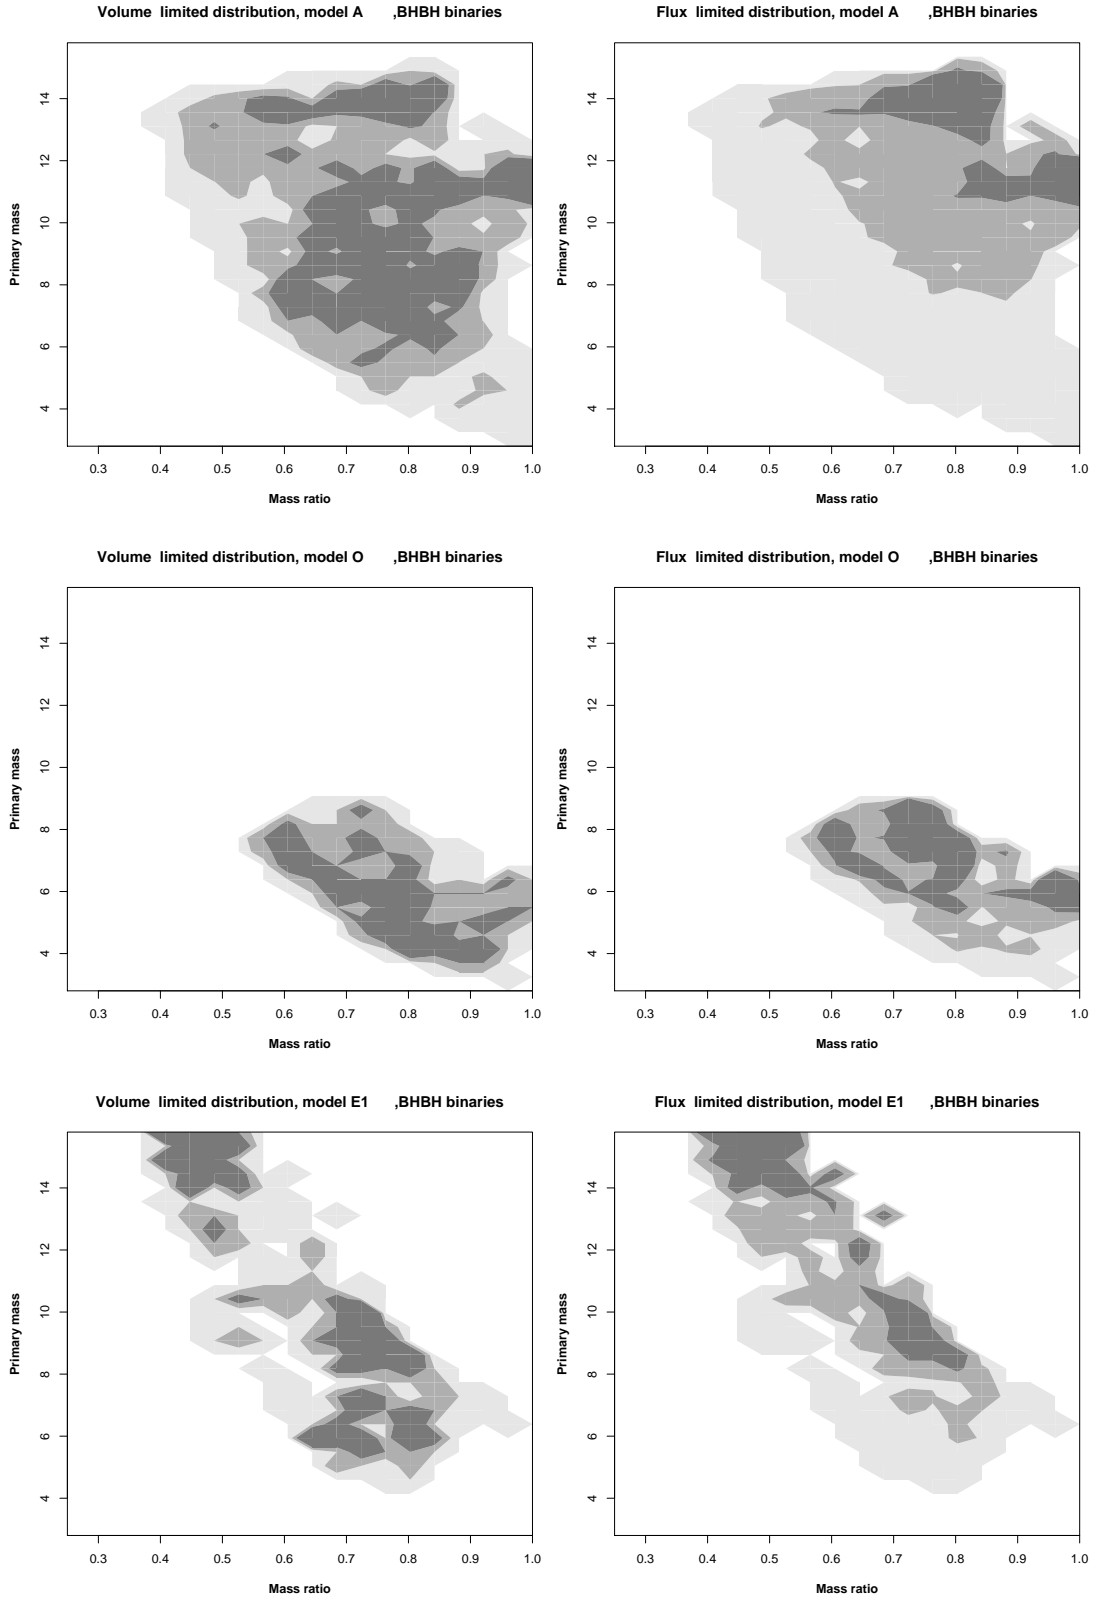 Volume limited distribution, model A ,BHBH binaries
Primary mass
14
12
10
8
6
4
0.3 0.4 0.5 0.6 0.7 0.8 0.9 1.0
Mass ratio
Flux limited distribution, model A ,BHBH binaries
Primary mass
14
12
10
8
6
4
0.3 0.4 0.5 0.6 0.7 0.8 0.9 1.0
Mass ratio
Volume limited distribution, model O ,BHBH binaries
Primary mass
14
12
10
8
6
4
0.3 0.4 0.5 0.6 0.7 0.8 0.9 1.0
Mass ratio
Flux limited distribution, model O ,BHBH binaries
Primary mass
14
12
10
8
6
4
0.3 0.4 0.5 0.6 0.7 0.8 0.9 1.0
Mass ratio
Volume limited distribution, model E1 ,BHBH binaries
Primary mass
14
12
10
8
6
4
0.3 0.4 0.5 0.6 0.7 0.8 0.9 1.0
Mass ratio
Flux limited distribution, model E1 ,BHBH binaries
Primary mass
14
12
10
8
6
4
0.3 0.4 0.5 0.6 0.7 0.8 0.9 1.0
Mass ratio